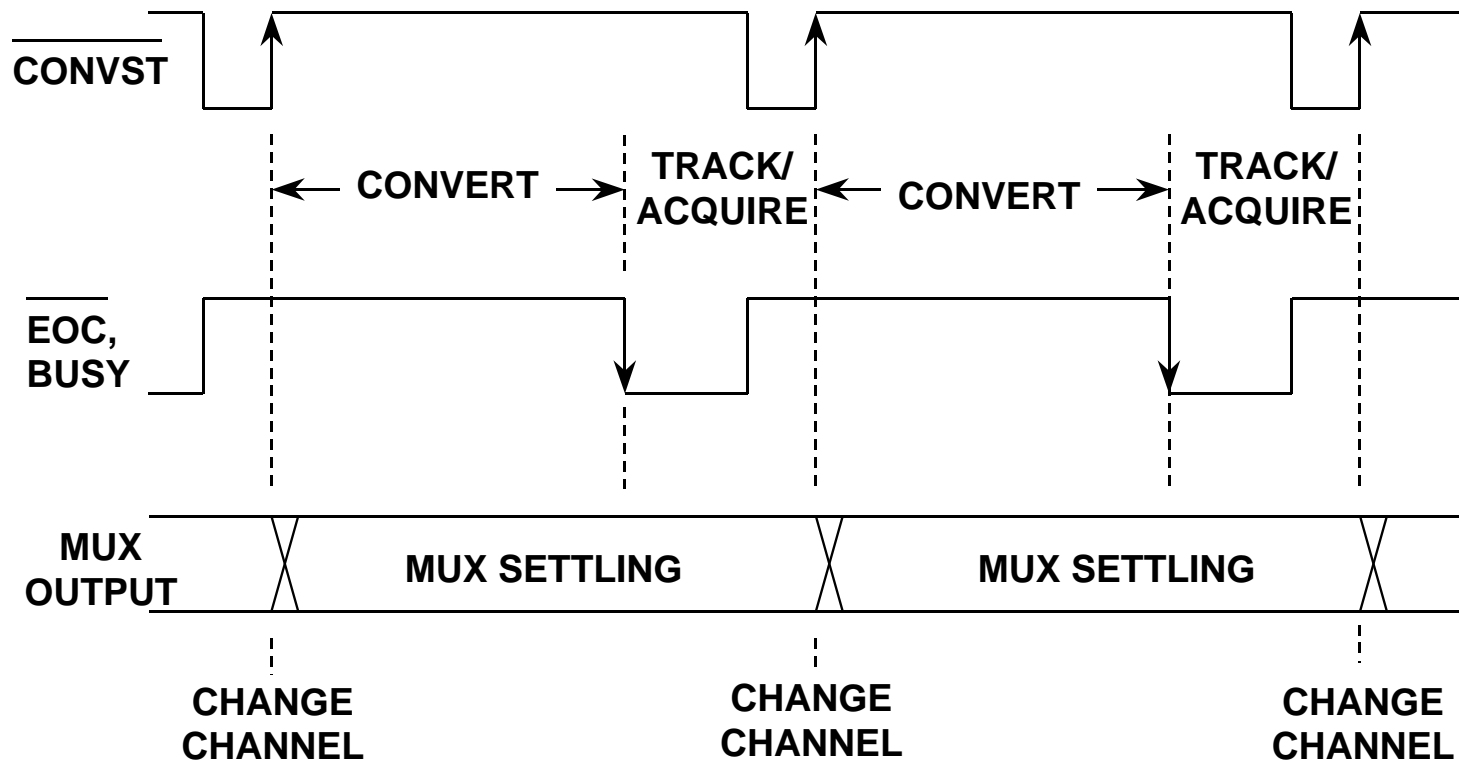 CONVST
CONVERT
TRACK/
ACQUIRE
CONVERT
TRACK/
ACQUIRE
EOC,
BUSY
MUX
OUTPUT
MUX SETTLING
MUX SETTLING
CHANGE
CHANNEL
CHANGE
CHANNEL
CHANGE
CHANNEL